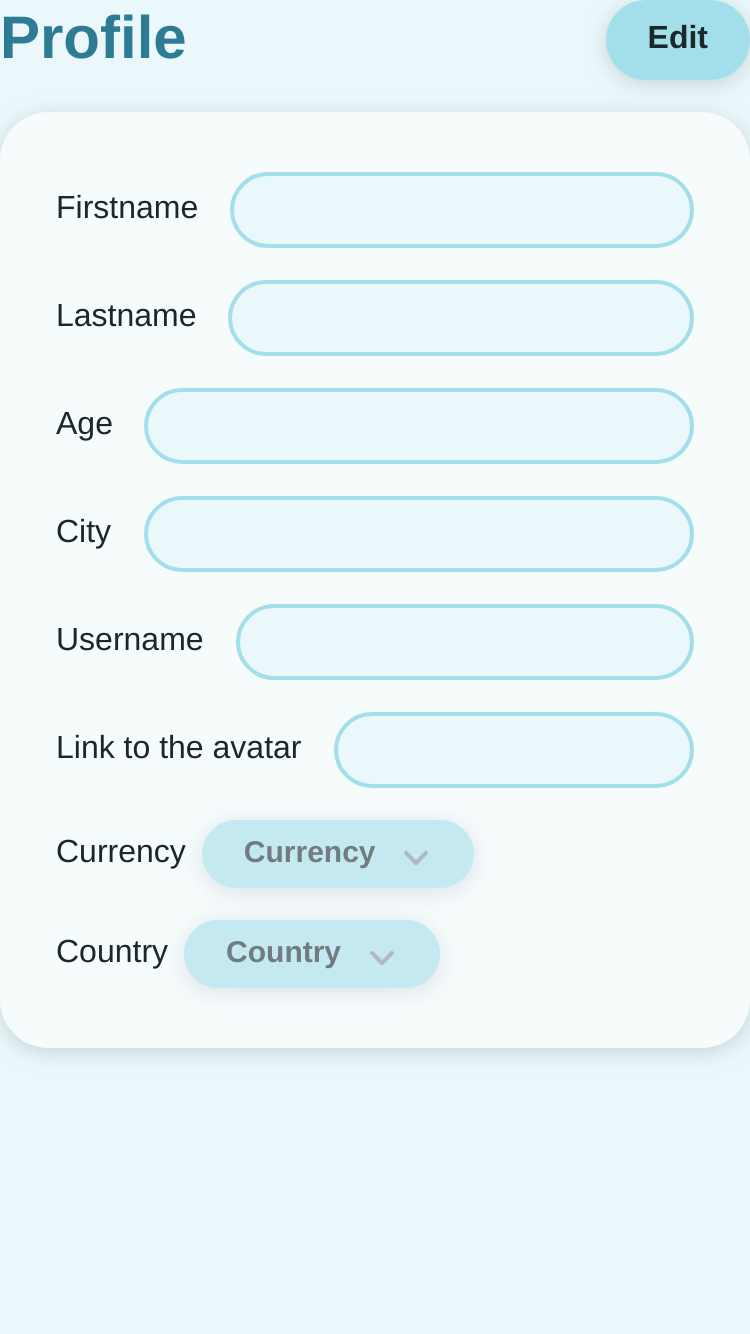 Profile
Edit
Firstname
Lastname
Age
City
Username
Link to the avatar
Currency Currency
Country Country